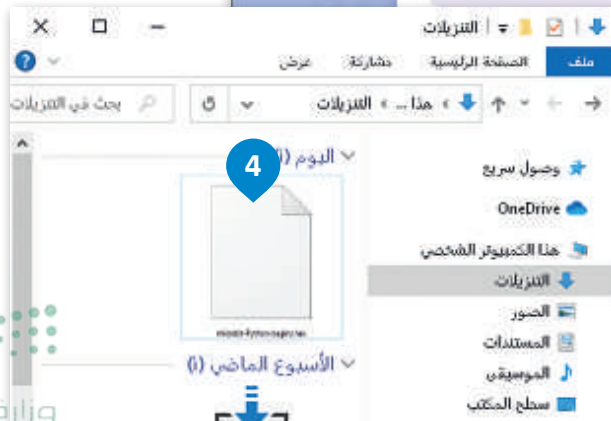 التنزيلات
ملف الصفحة الرئيسية مشاركة عرض
هذا ... التنزيلات
بحث في التنزيلات
وصول سريع
OneDrive
هذا الكمبيوتر الشخصي
التنزيلات
الصور
المستندات
الموسيقى
سطح المكتب
اليوم (i)
4
الأسبوع الماضي (i)